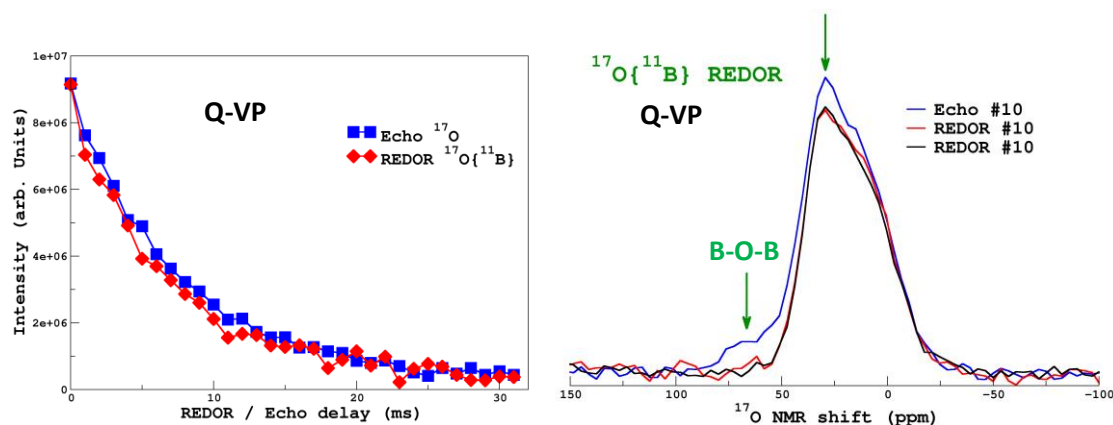 1e+07
8e+06
6e+06
4e+06
2e+06
0
Intensity (arb. Units)
Q-VP
Echo ¹⁷O
REDOR ¹⁷O{¹¹B}
0 10 20 30
REDOR / Echo delay (ms)
¹⁷O{¹¹B} REDOR
Q-VP
Echo #10
REDOR #10
REDOR #10
B-O-B
150 100 50 0 -50 -100
¹⁷O NMR shift (ppm)